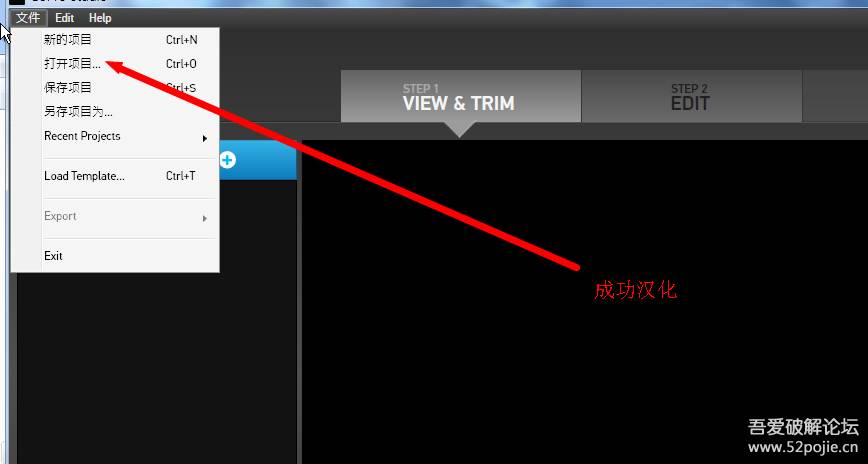 文件 Edit Help
新的项目 Ctrl+N
打开项目... Ctrl+O
保存项目 Ctrl+S
另存项目为...
Recent Projects
Load Template... Ctrl+T
Export
Exit
STEP 1
VIEW & TRIM
STEP 2
EDIT
成功汉化
吾爱破解论坛
www.52pojie.cn